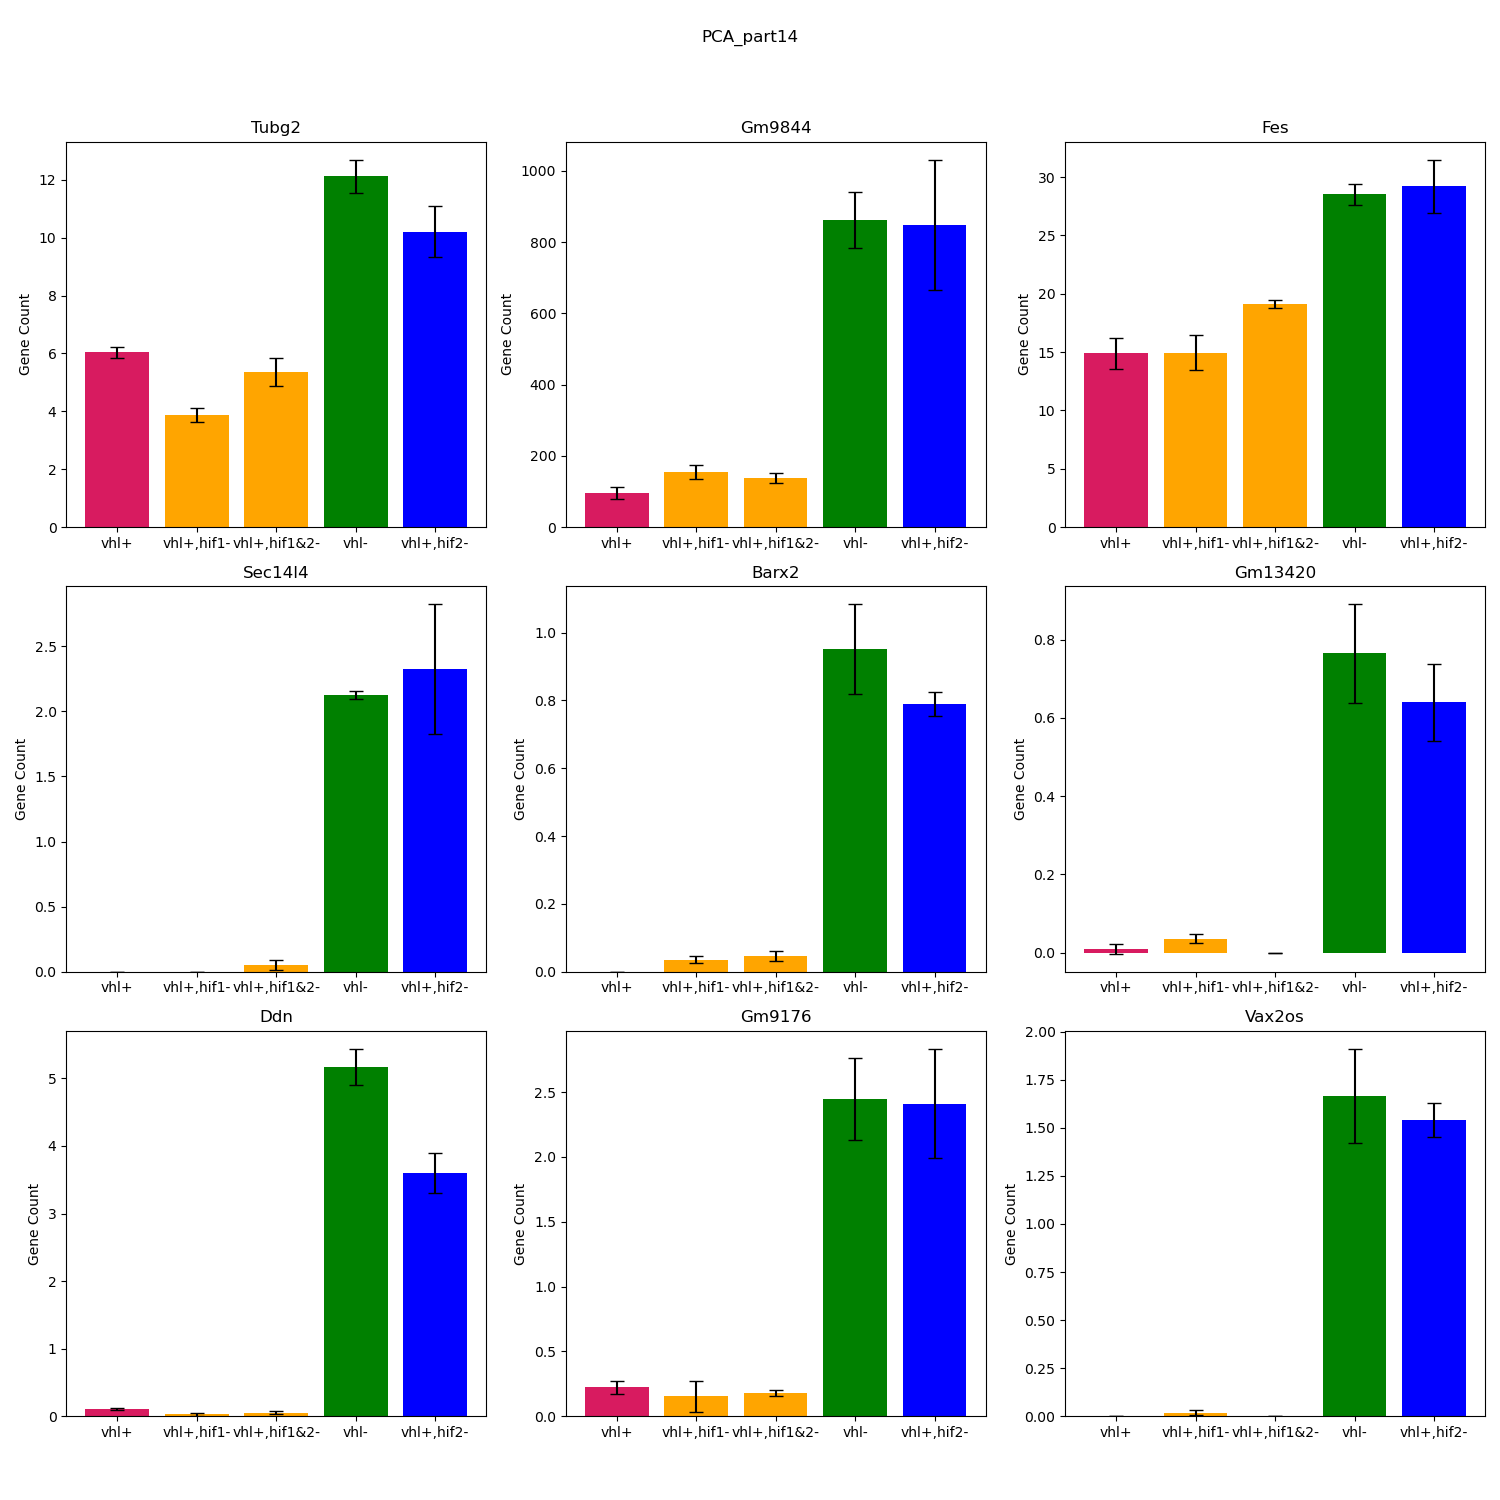 PCA_part14
Tubg2
Gm9844
Fes
12
10
8
6
4
2
0
Gene Count
vhl+ vhl+,hif1- vhl+,hif1&2- vhl- vhl+,hif2-
1000
800
600
400
200
0
Gene Count
vhl+ vhl+,hif1- vhl+,hif1&2- vhl- vhl+,hif2-
30
25
20
15
10
5
0
Gene Count
vhl+ vhl+,hif1- vhl+,hif1&2- vhl- vhl+,hif2-
Sec14l4
Barx2
Gm13420
2.5
2.0
1.5
1.0
0.5
0.0
Gene Count
vhl+ vhl+,hif1- vhl+,hif1&2- vhl- vhl+,hif2-
1.0
0.8
0.6
0.4
0.2
0.0
Gene Count
vhl+ vhl+,hif1- vhl+,hif1&2- vhl- vhl+,hif2-
0.8
0.6
0.4
0.2
0.0
Gene Count
vhl+ vhl+,hif1- vhl+,hif1&2- vhl- vhl+,hif2-
Ddn
Gm9176
Vax2os
5
4
3
2
1
0
Gene Count
vhl+ vhl+,hif1- vhl+,hif1&2- vhl- vhl+,hif2-
2.5
2.0
1.5
1.0
0.5
0.0
Gene Count
vhl+ vhl+,hif1- vhl+,hif1&2- vhl- vhl+,hif2-
2.00
1.75
1.50
1.25
1.00
0.75
0.50
0.25
0.00
Gene Count
vhl+ vhl+,hif1- vhl+,hif1&2- vhl- vhl+,hif2-